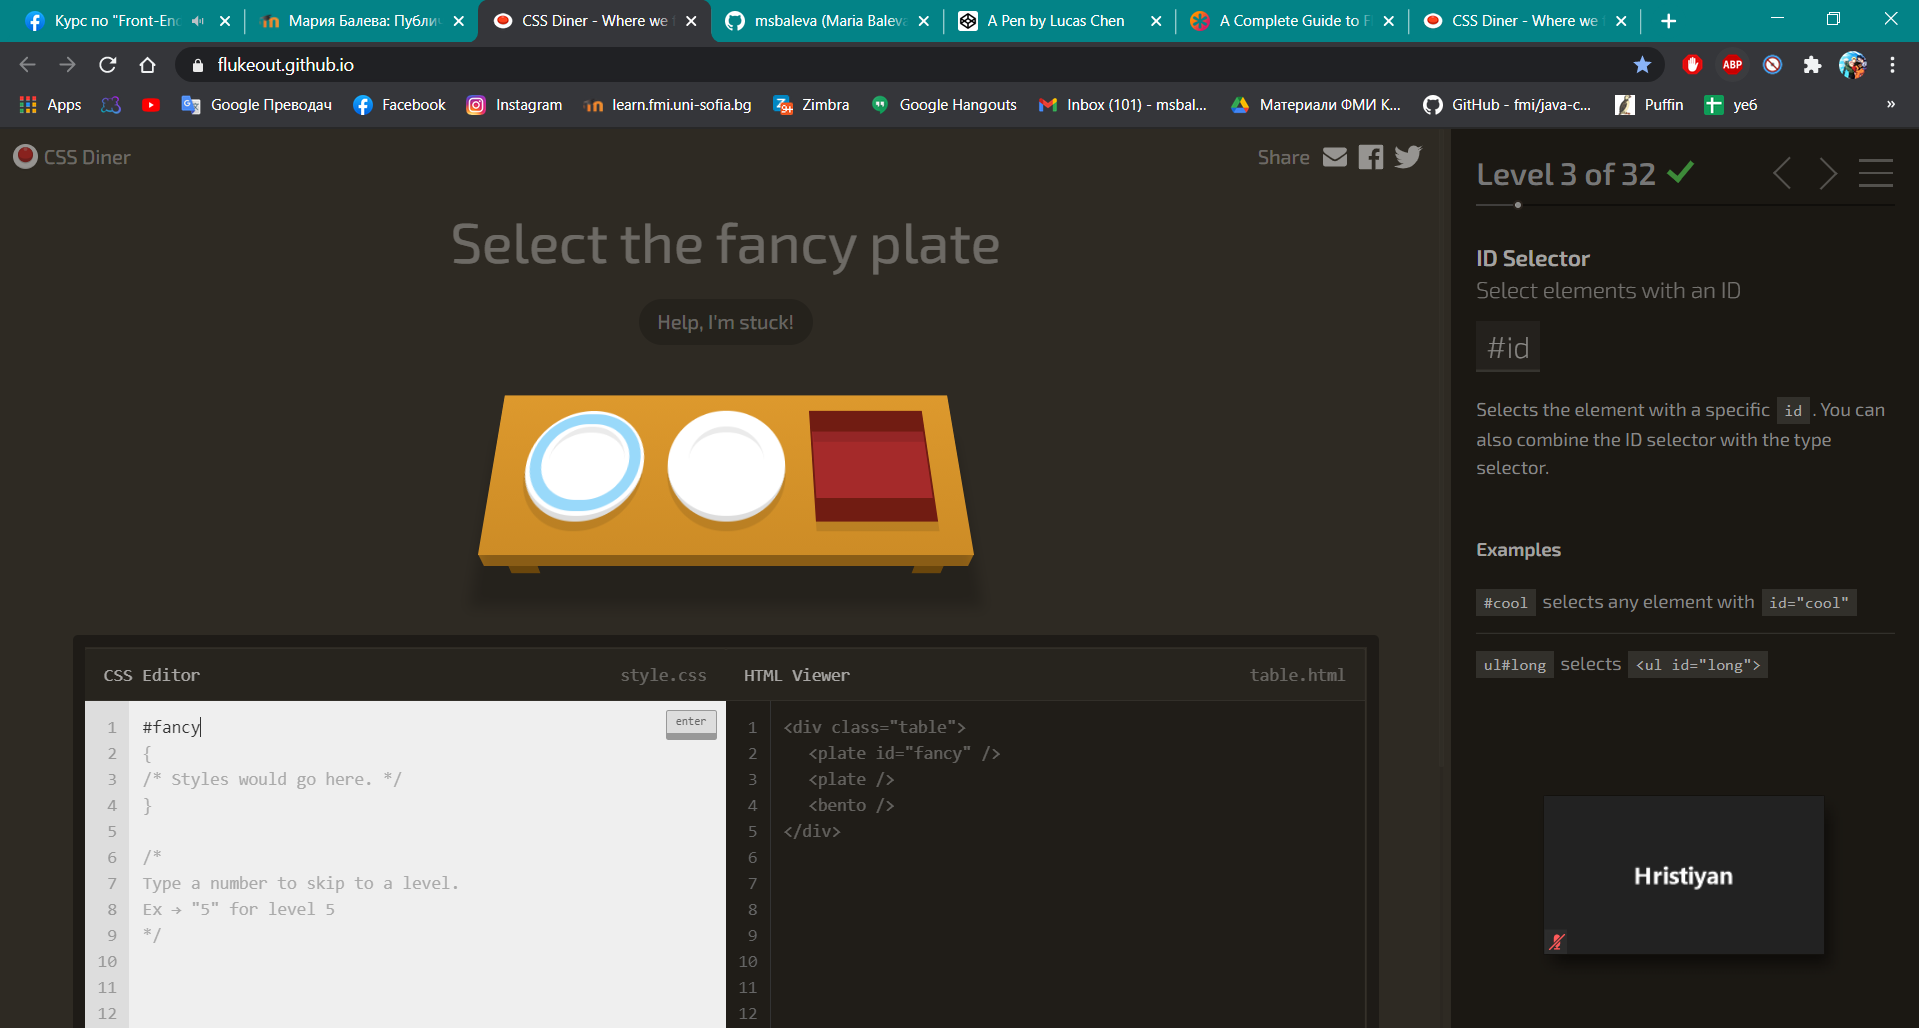 Курс по "Front-End
Мария Балева: Публич
CSS Diner - Where we f
msbaleva (Maria Baleva
A Pen by Lucas Chen
A Complete Guide to F
CSS Diner - Where we f
flukeout.github.io
ABP
Apps
Google Преводач
Facebook
Instagram
learn.fmi.uni-sofia.bg
Zimbra
Google Hangouts
Inbox (101) - msbal...
Материали ФМИ К...
GitHub - fmi/java-c...
Puffin
уеб
»
CSS Diner
Share
Select the fancy plate
Help, I'm stuck!
CSS Editor
style.css
HTML Viewer
table.html
1 #fancy
enter
2 {
3 /* Styles would go here. */
4 }
5
6 /*
7 Type a number to skip to a level.
8 Ex → "5" for level 5
9 */
10
11
12
1 <div class="table">
2 <plate id="fancy" />
3 <plate />
4 <bento />
5 </div>
6
7
8
9
10
11
12
Level 3 of 32
ID Selector
Select elements with an ID
#id
Selects the element with a specific id . You can
also combine the ID selector with the type
selector.
Examples
#cool selects any element with id="cool"
ul#long selects <ul id="long">
Hristiyan